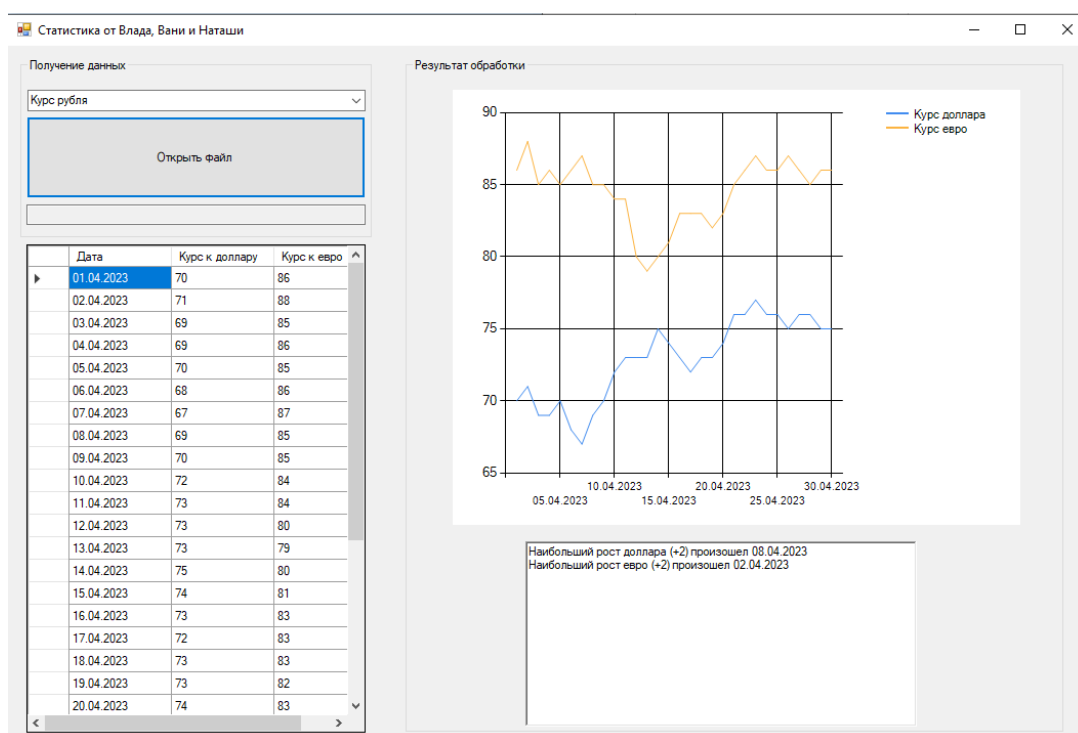 Статистика от Влада, Вани и Наташи
Получение данных
Курс рубля
Открыть файл
Дата Курс к доллару Курс к евро
01.04.2023 70 86
02.04.2023 71 88
03.04.2023 69 85
04.04.2023 69 86
05.04.2023 70 85
06.04.2023 68 86
07.04.2023 67 87
08.04.2023 69 85
09.04.2023 70 85
10.04.2023 72 84
11.04.2023 73 84
12.04.2023 73 80
13.04.2023 73 79
14.04.2023 75 80
15.04.2023 74 81
16.04.2023 73 83
17.04.2023 72 83
18.04.2023 73 83
19.04.2023 73 82
20.04.2023 74 83
Результат обработки
90
85
80
75
70
65
10.04.2023 20.04.2023 30.04.2023
05.04.2023 15.04.2023 25.04.2023
Курс доллара
Курс евро
Наибольший рост доллара (+2) произошел 08.04.2023
Наибольший рост евро (+2) произошел 02.04.2023